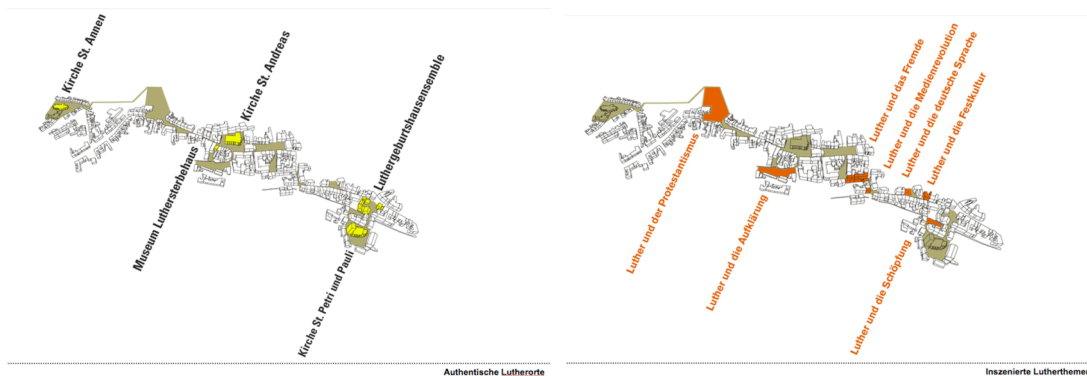 Kirche St. Annen
Kirche St. Andreas
Luthergeburtshausensemble
Museum Luthersterbehaus
Kirche St. Petri und Pauli
Authentische Lutherorte
Luther und das Fremde
Luther und die Medienrevolution
Luther und die deutsche Sprache
Luther und die Festkultur
Luther und der Protestantismus
Luther und die Aufklärung
Luther und die Schöpfung
Inszenierte Lutherthemen